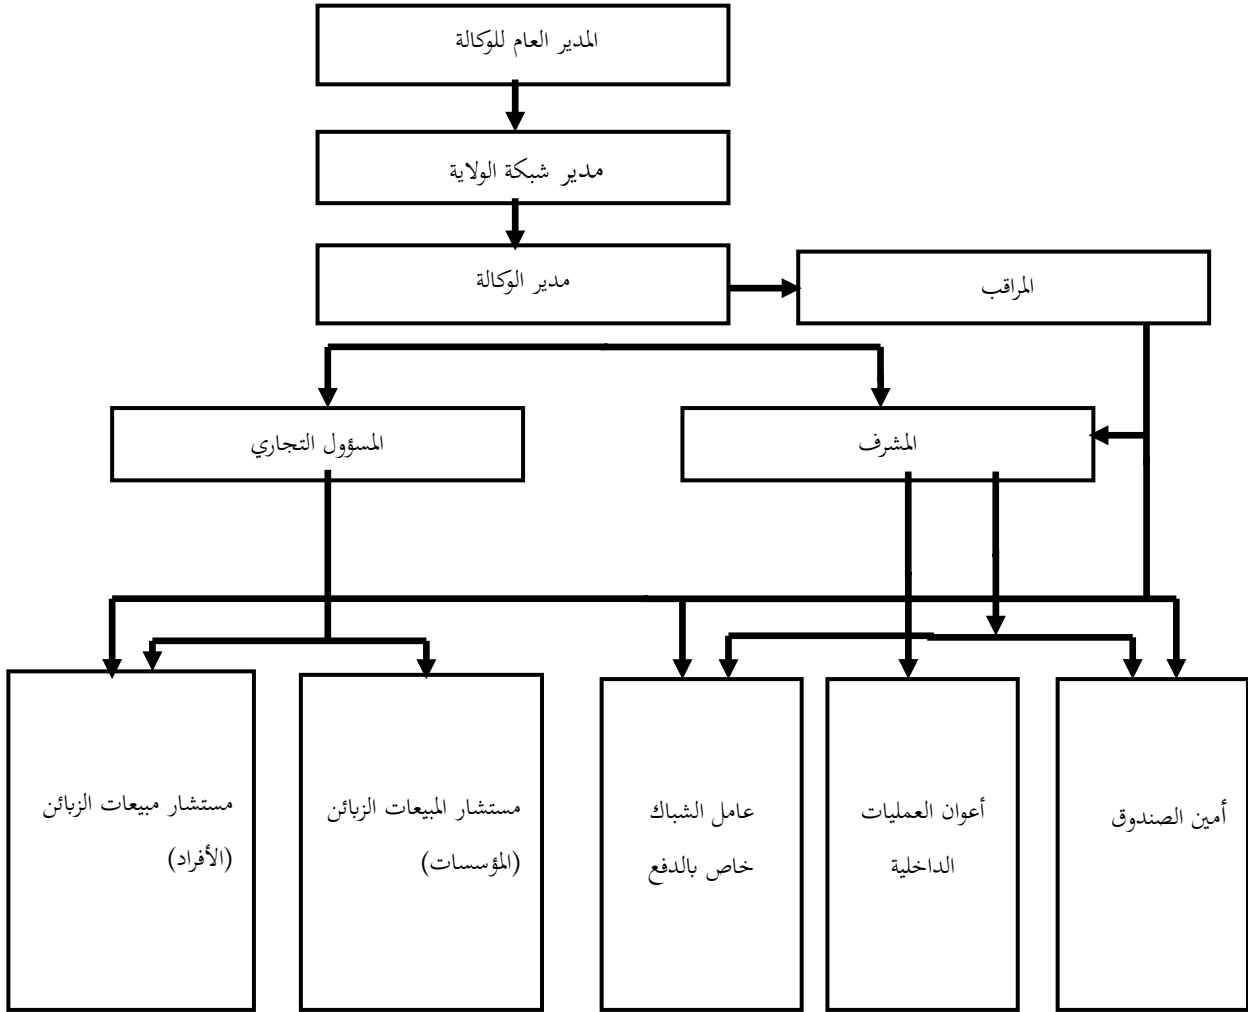 المدير العام للوكالة
مدير شبكة الولاية
مدير الوكالة
المراقب
المشرف
المسؤول التجاري
أمين الصندوق
أعوان العمليات
الداخلية
عامل الشباك
خاص بالدفع
مستشار المبيعات الزبائن
(المؤسسات)
مستشار مبيعات الزبائن
(الأفراد)